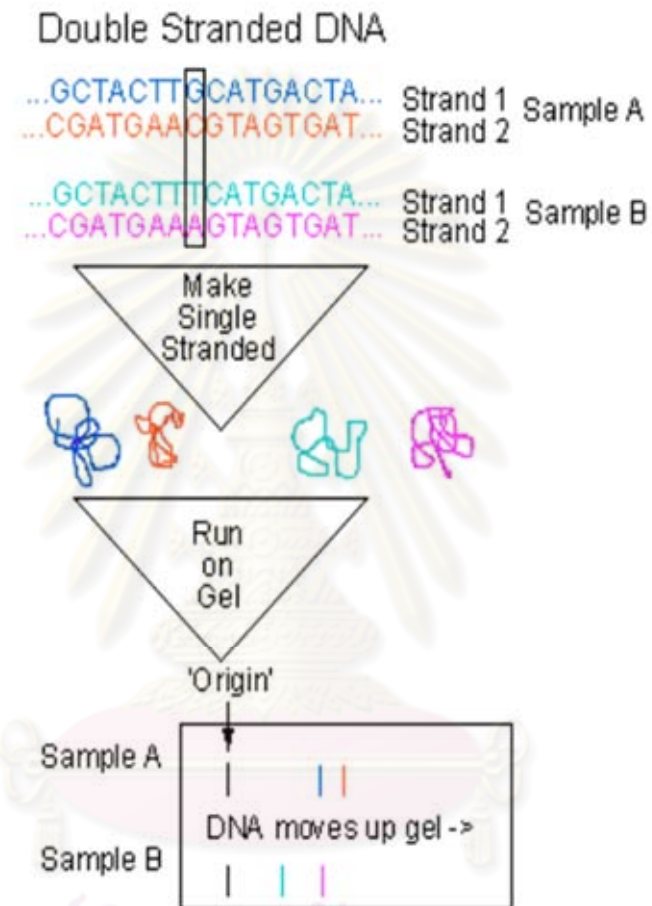 Double Stranded DNA
...GCTACTTGCATGACTA... Strand 1
...CGATGAACGTAGTGAT... Strand 2
Sample A
...GCTACTTTCATGACTA... Strand 1
...CGATGAAAGTAGTGAT... Strand 2
Sample B
Make
Single
Stranded
Run
on
Gel
'Origin'
Sample A
DNA moves up gel ->
Sample B